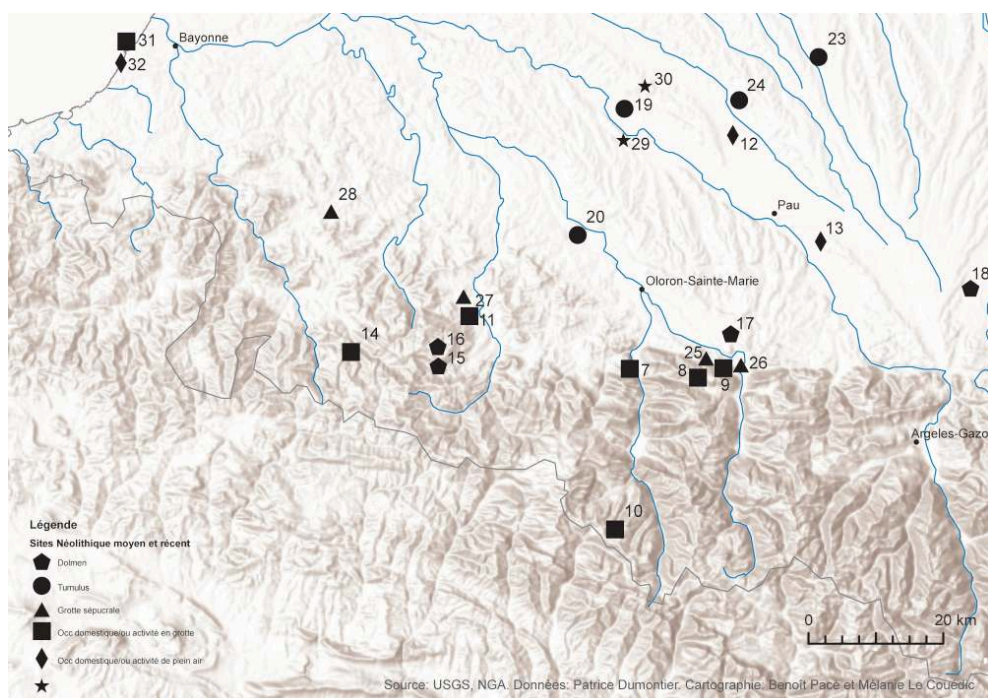 31
Bayonne
32
23
30
24
19
12
29
28
Pau
20
13
18
Oloron-Sainte-Marie
27
11
17
16
14
15
25
26
7
8
9
Argeles-Gazo
10
Légende
Sites Néolithique moyen et récent
Dolmen
Tumulus
Grotte sépucrale
Occ domestique/ou activité en grotte
Occ domestique/ou activité de plein air
0 20 km
Source: USGS, NGA. Données: Patrice Dumontier. Cartographie. Benoît Pace et Mélanie Le Couédic